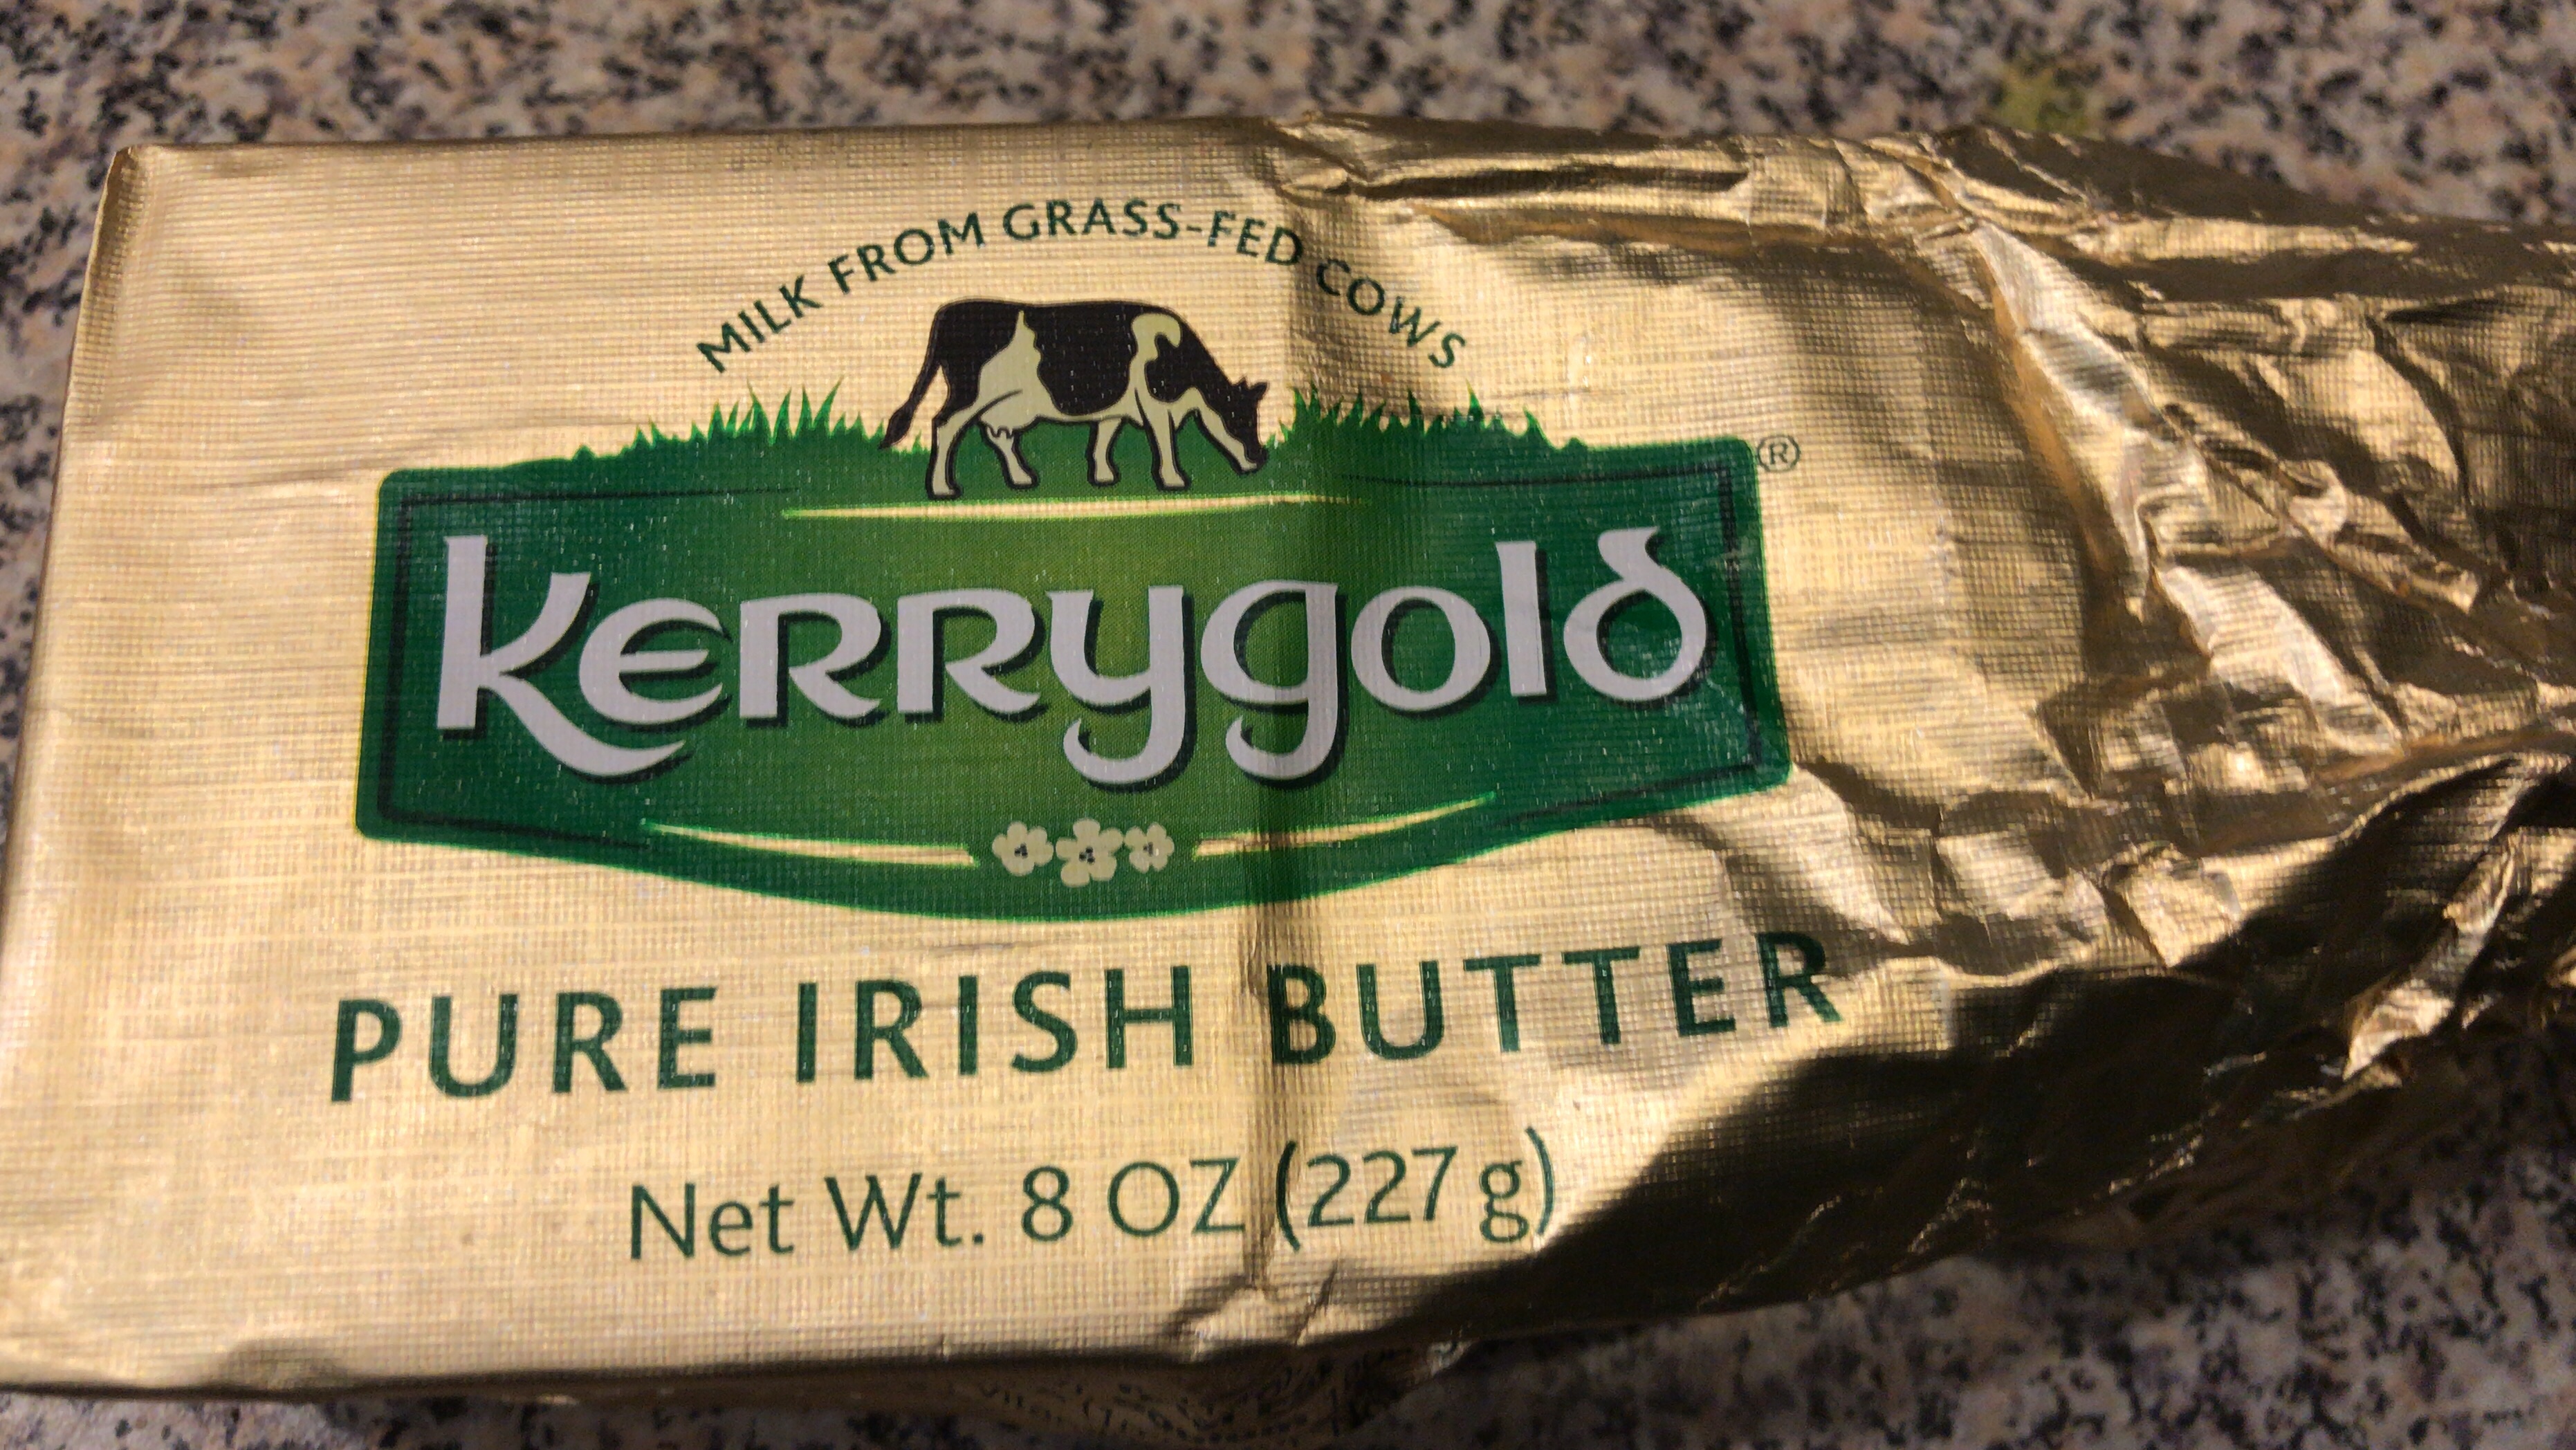 MILK FROM GRASS-FED COWS
Kerrygold®
PURE IRISH BUTTER
Net Wt. 8 OZ (227 g)